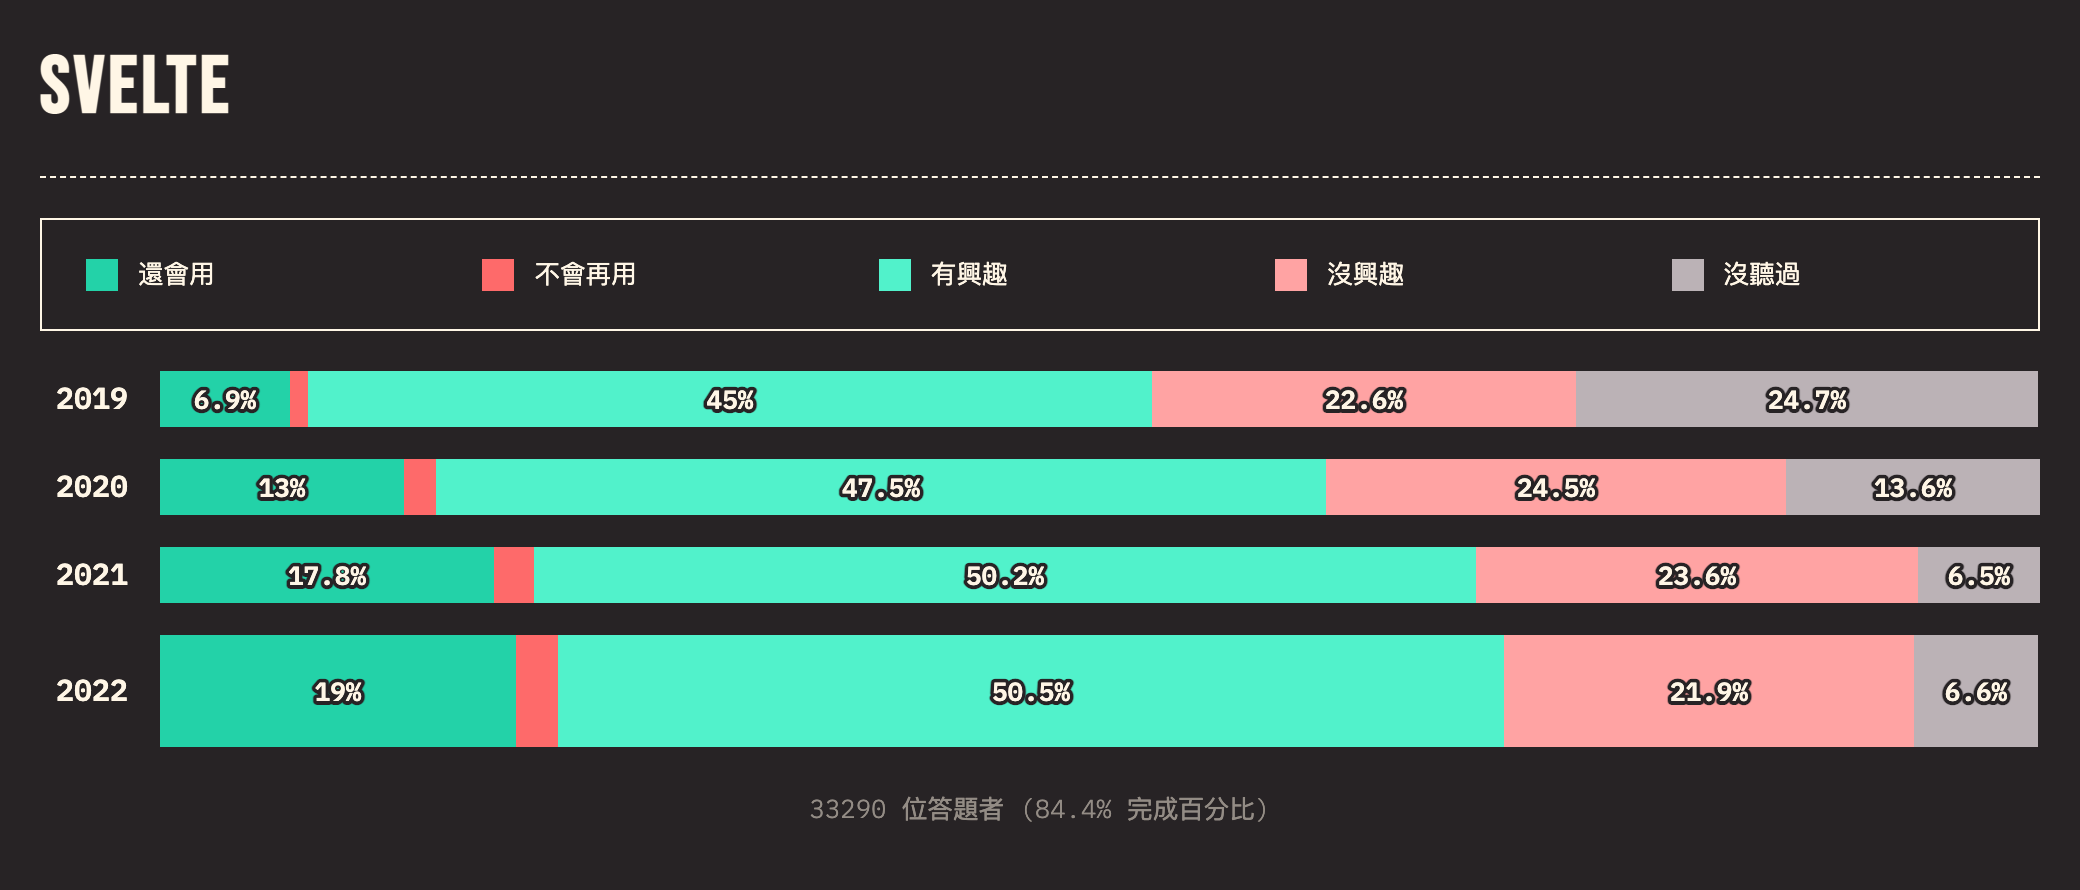 SVELTE
還會用 不會再用 有興趣 沒興趣 沒聽過
2019 6.9% 45% 22.6% 24.7%
2020 13% 47.5% 24.5% 13.6%
2021 17.8% 50.2% 23.6% 6.5%
2022 19% 50.5% 21.9% 6.6%
33290 位答題者 (84.4% 完成百分比)